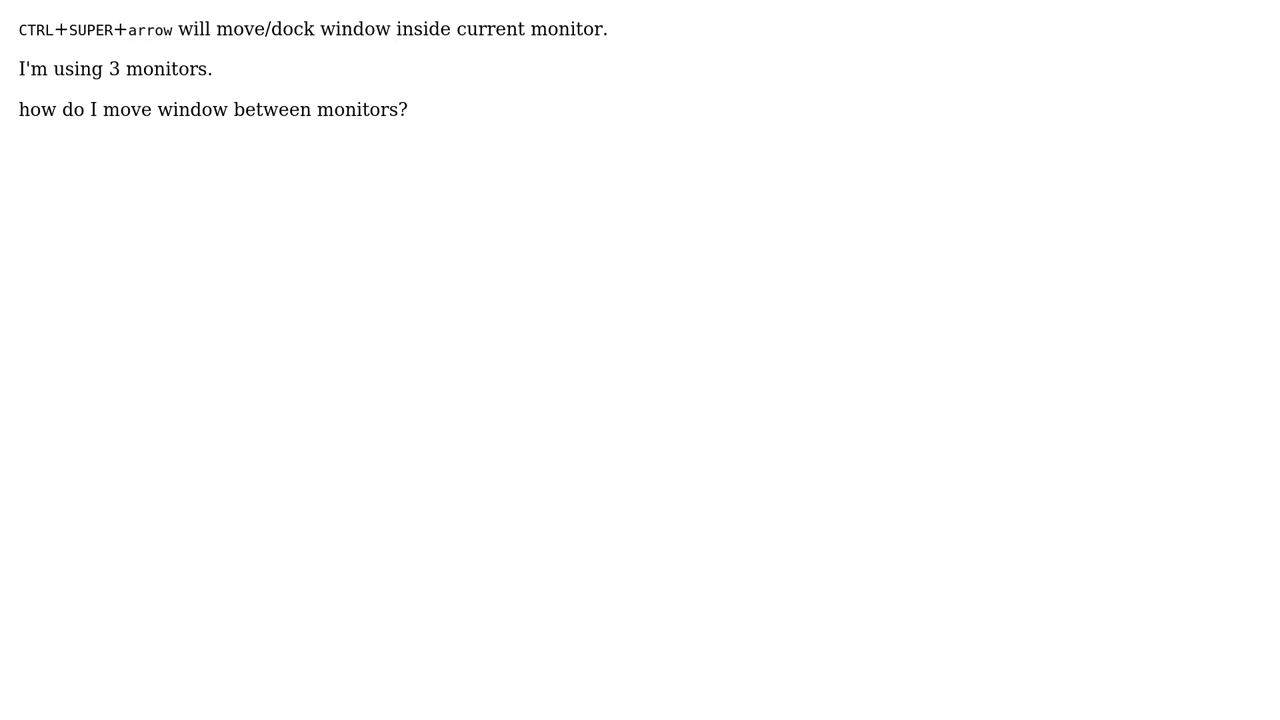 CTRL+SUPER+arrow will move/dock window inside current monitor.
I'm using 3 monitors.
how do I move window between monitors?